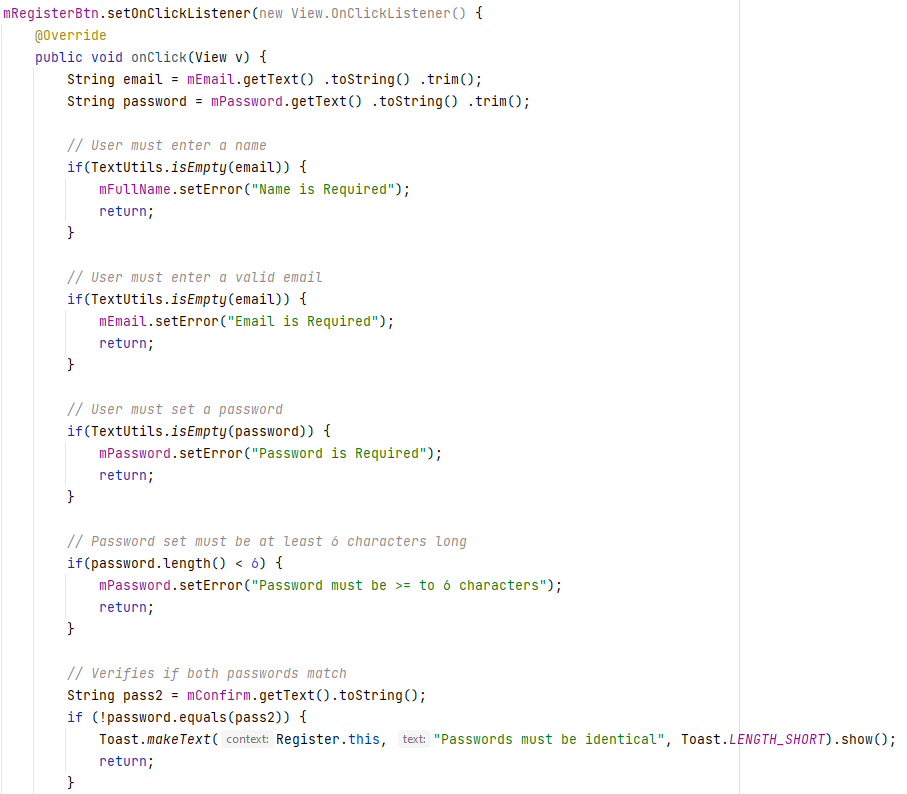 mRegisterBtn.setOnClickListener(new View.OnClickListener() {
    @Override
    public void onClick(View v) {
        String email = mEmail.getText() .toString() .trim();
        String password = mPassword.getText() .toString() .trim();

        // User must enter a name
        if(TextUtils.isEmpty(email)) {
            mFullName.setError("Name is Required");
            return;
        }

        // User must enter a valid email
        if(TextUtils.isEmpty(email)) {
            mEmail.setError("Email is Required");
            return;
        }

        // User must set a password
        if(TextUtils.isEmpty(password)) {
            mPassword.setError("Password is Required");
            return;
        }

        // Password set must be at least 6 characters long
        if(password.length() < 6) {
            mPassword.setError("Password must be >= to 6 characters");
            return;
        }

        // Verifies if both passwords match
        String pass2 = mConfirm.getText().toString();
        if (!password.equals(pass2)) {
            Toast.makeText( context: Register.this, text: "Passwords must be identical", Toast.LENGTH_SHORT).show();
            return;
        }